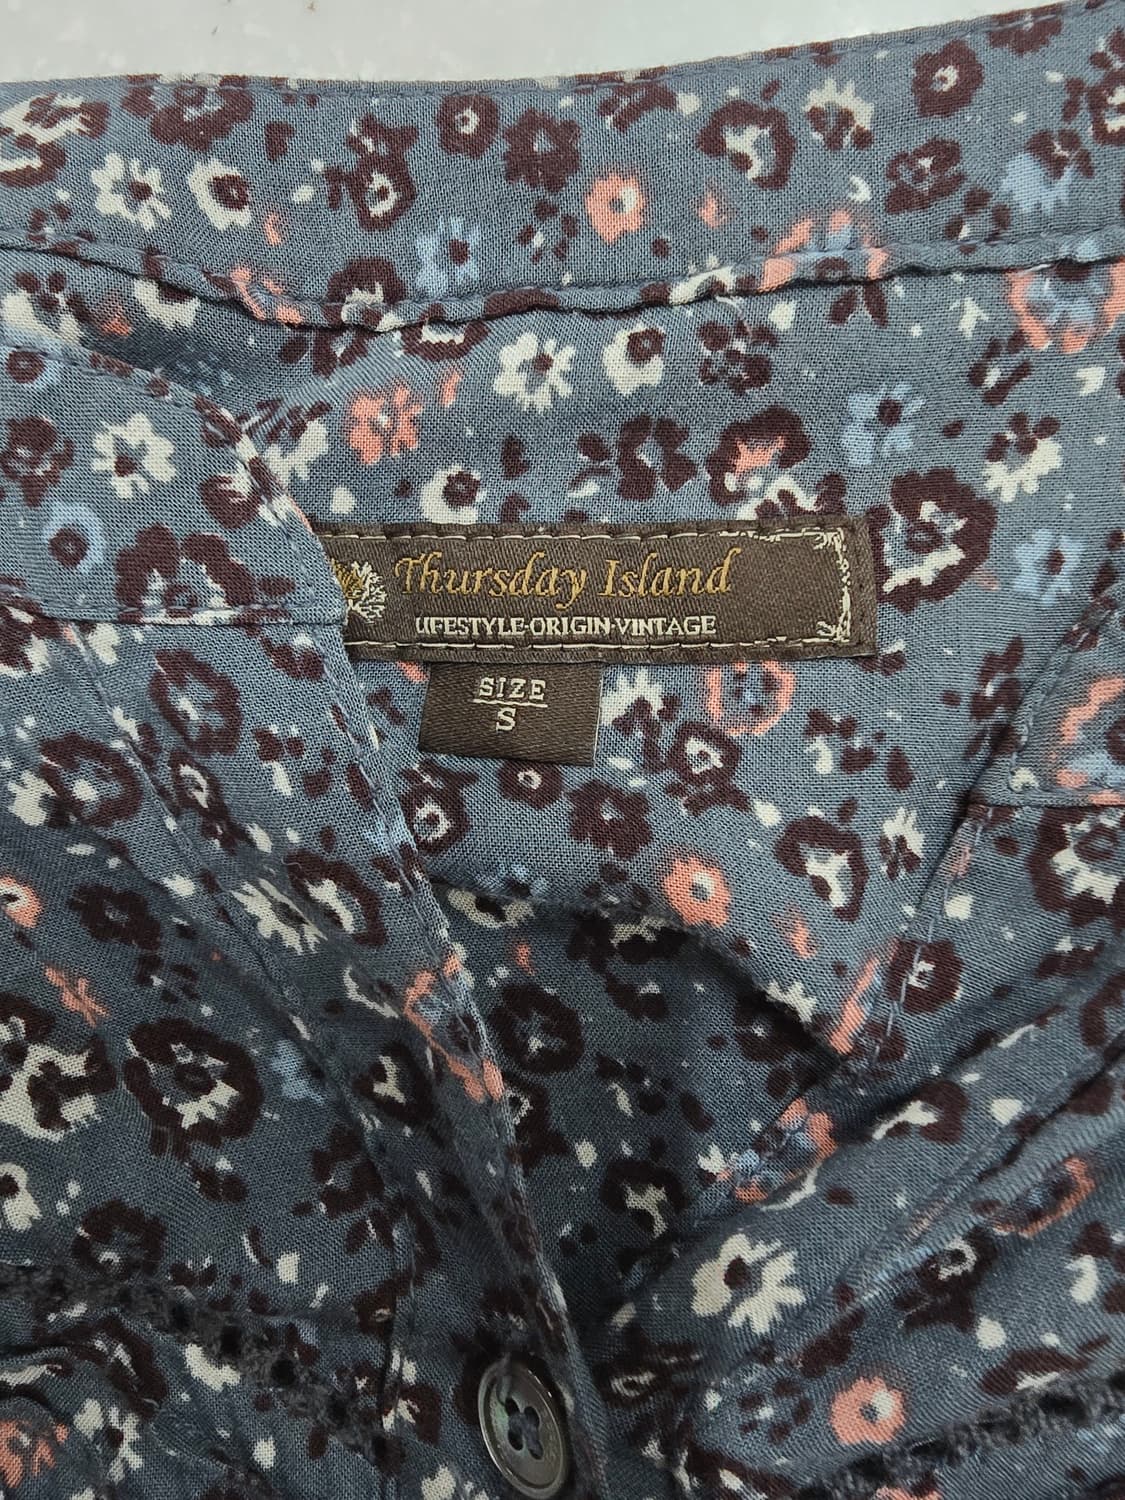 Thursday Island
LIFESTYLE·ORIGIN·VINTAGE
SIZE
S